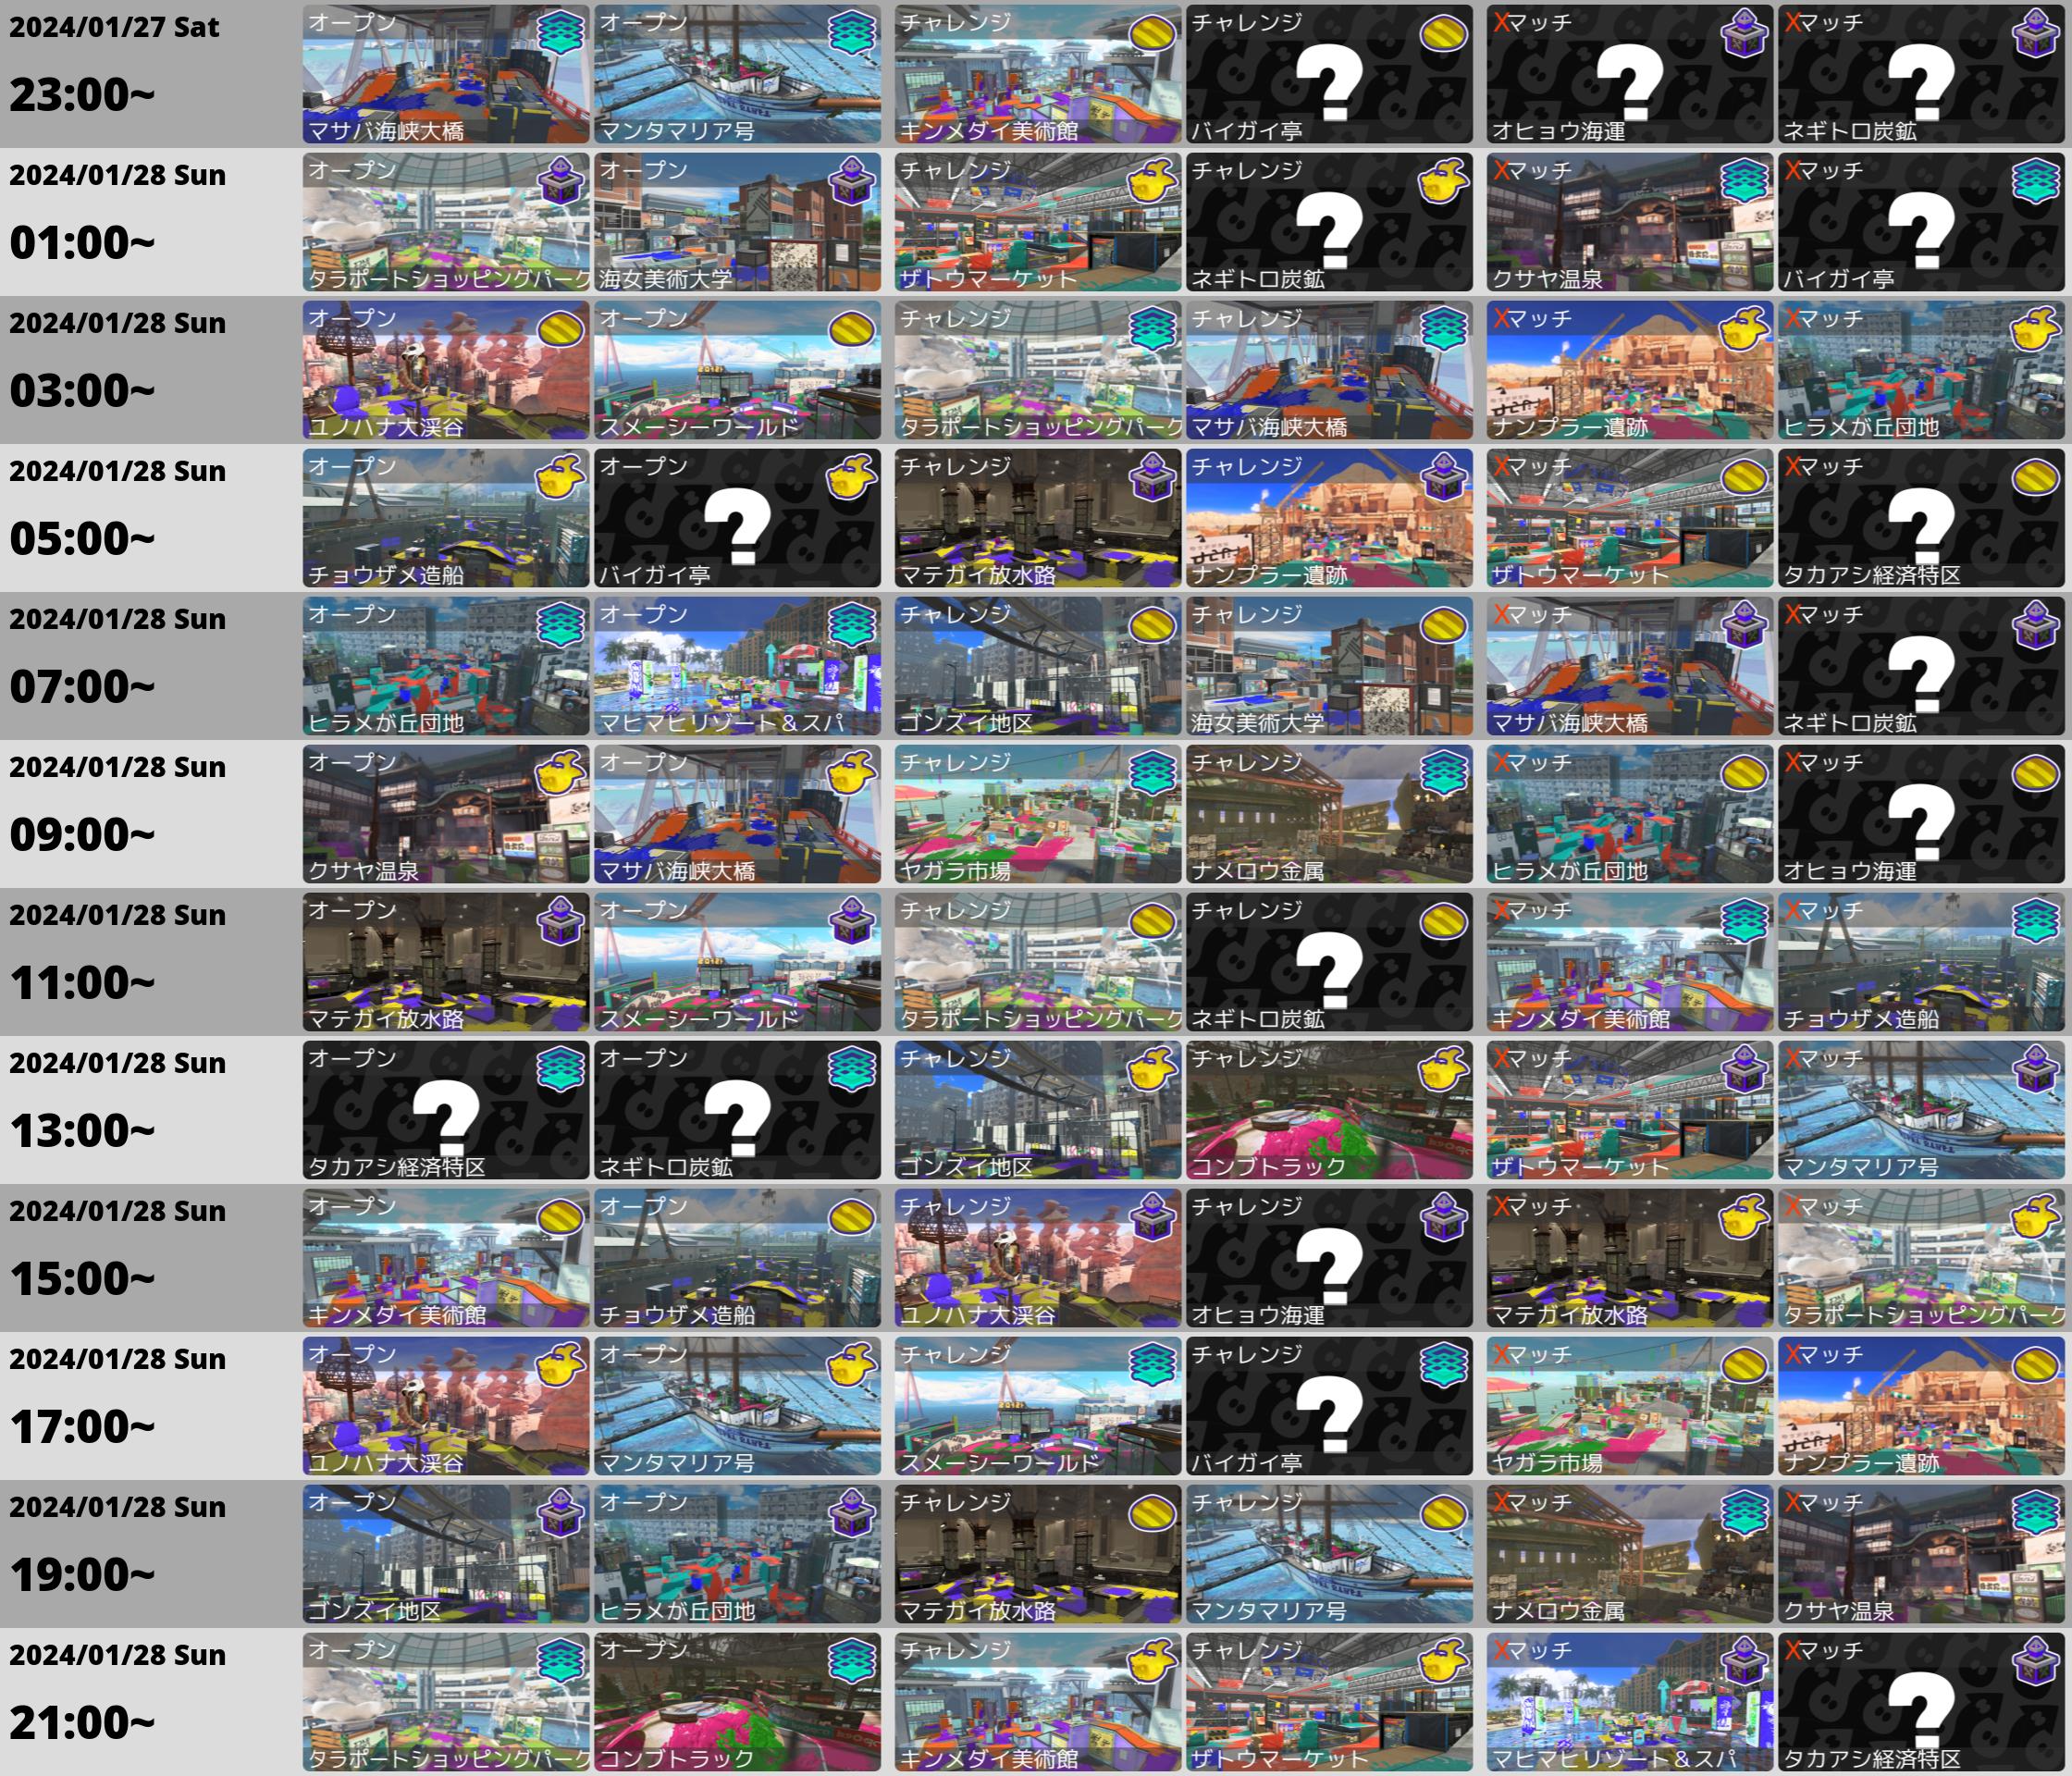 2024/01/27 Sat
23:00~
オープン
マサバ海峡大橋
オープン
マンタマリア号
チャレンジ
キンメダイ美術館
チャレンジ
バイガイ亭
Xマッチ
オヒョウ海運
Xマッチ
ネギトロ炭鉱
2024/01/28 Sun
01:00~
オープン
タラポートショッピングパーク
オープン
海女美術大学
チャレンジ
ザトウマーケット
チャレンジ
ネギトロ炭鉱
Xマッチ
クサヤ温泉
Xマッチ
バイガイ亭
2024/01/28 Sun
03:00~
オープン
ユノハナ大渓谷
オープン
スメーシーワールド
チャレンジ
タラポートショッピングパーク
チャレンジ
マサバ海峡大橋
Xマッチ
ナンプラー遺跡
Xマッチ
ヒラメが丘団地
2024/01/28 Sun
05:00~
オープン
チョウザメ造船
オープン
バイガイ亭
チャレンジ
マテガイ放水路
チャレンジ
ナンプラー遺跡
Xマッチ
ザトウマーケット
Xマッチ
タカアシ経済特区
2024/01/28 Sun
07:00~
オープン
ヒラメが丘団地
オープン
マヒマヒリゾート＆スパ
チャレンジ
ゴンズイ地区
チャレンジ
海女美術大学
Xマッチ
マサバ海峡大橋
Xマッチ
ネギトロ炭鉱
2024/01/28 Sun
09:00~
オープン
クサヤ温泉
オープン
マサバ海峡大橋
チャレンジ
ヤガラ市場
チャレンジ
ナメロウ金属
Xマッチ
ヒラメが丘団地
Xマッチ
オヒョウ海運
2024/01/28 Sun
11:00~
オープン
マテガイ放水路
オープン
スメーシーワールド
チャレンジ
タラポートショッピングパーク
チャレンジ
ネギトロ炭鉱
Xマッチ
キンメダイ美術館
Xマッチ
チョウザメ造船
2024/01/28 Sun
13:00~
オープン
タカアシ経済特区
オープン
ネギトロ炭鉱
チャレンジ
ゴンズイ地区
チャレンジ
コンブトラック
Xマッチ
ザトウマーケット
Xマッチ
マンタマリア号
2024/01/28 Sun
15:00~
オープン
キンメダイ美術館
オープン
チョウザメ造船
チャレンジ
ユノハナ大渓谷
チャレンジ
オヒョウ海運
Xマッチ
マテガイ放水路
Xマッチ
タラポートショッピングパーク
2024/01/28 Sun
17:00~
オープン
ユノハナ大渓谷
オープン
マンタマリア号
チャレンジ
スメーシーワールド
チャレンジ
バイガイ亭
Xマッチ
ヤガラ市場
Xマッチ
ナンプラー遺跡
2024/01/28 Sun
19:00~
オープン
ゴンズイ地区
オープン
ヒラメが丘団地
チャレンジ
マテガイ放水路
チャレンジ
マンタマリア号
Xマッチ
ナメロウ金属
Xマッチ
クサヤ温泉
2024/01/28 Sun
21:00~
オープン
タラポートショッピングパーク
オープン
コンブトラック
チャレンジ
キンメダイ美術館
チャレンジ
ザトウマーケット
Xマッチ
マヒマヒリゾート＆スパ
Xマッチ
タカアシ経済特区